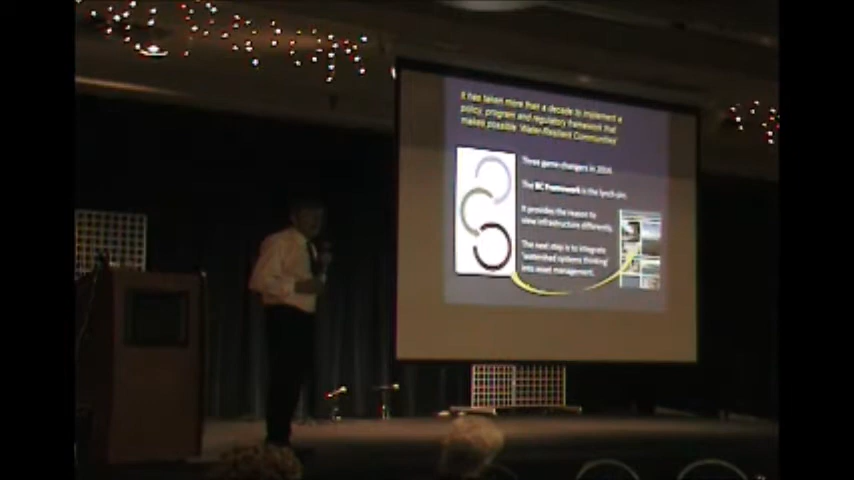 It has taken more than a decade to implement a
policy, program and regulatory framework that
makes possible 'Water-Resilient Communities'
Three game-changers in 2014.
The BC Framework is the lynch-pin.
It provides the reason to
view infrastructure differently.
The next step is to integrate
'watershed systems thinking'
into asset management.